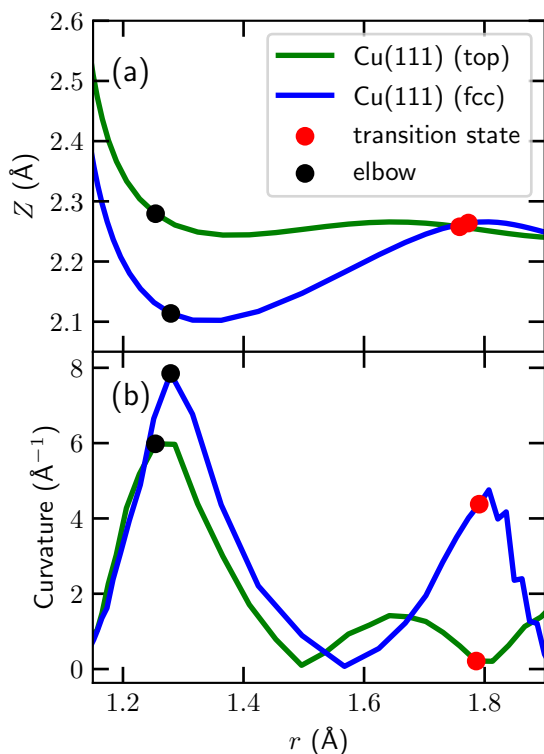 2.6
2.5
2.4
2.3
2.2
2.1
Z (Å)
(a)
Cu(111) (top)
Cu(111) (fcc)
transition state
elbow
8
6
4
2
0
Curvature (Å⁻¹)
(b)
1.2 1.4 1.6 1.8
r (Å)